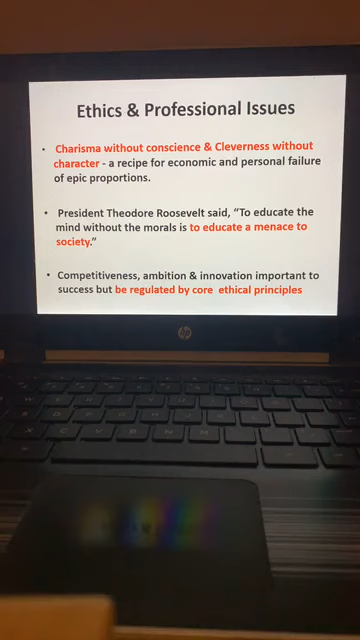 Ethics & Professional Issues
• Charisma without conscience & Cleverness without
character - a recipe for economic and personal failure
of epic proportions.
• President Theodore Roosevelt said, “To educate the
mind without the morals is to educate a menace to
society.”
• Competitiveness, ambition & innovation important to
success but be regulated by core ethical principles
hp